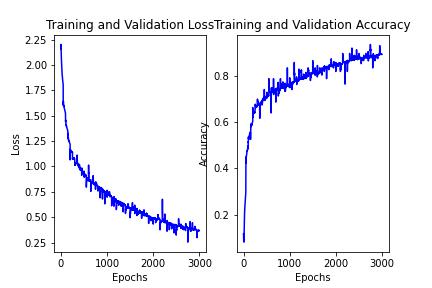 Training and Validation Loss
2.25
2.00
1.75
1.50
1.25
1.00
0.75
0.50
0.25
Loss
0 1000 2000 3000
Epochs
Training and Validation Accuracy
0.8
0.6
0.4
0.2
Accuracy
0 1000 2000 3000
Epochs